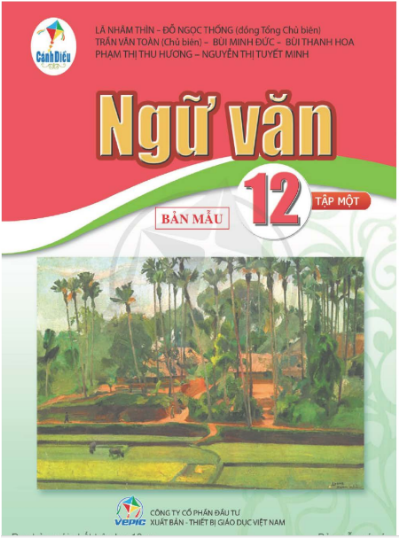 LÃ NHÂM THÌN – ĐỖ NGỌC THỐNG (đồng Tổng Chủ biên)
TRẦN VĂN TOÀN (Chủ biên) – BÙI MINH ĐỨC – BÙI THANH HOA
PHẠM THỊ THU HƯƠNG – NGUYỄN THỊ TUYẾT MINH
Cánh Diều
Ngữ văn
12
TẬP MỘT
BẢN MẪU
VEPIC
CÔNG TY CỔ PHẦN ĐẦU TƯ
XUẤT BẢN - THIẾT BỊ GIÁO DỤC VIỆT NAM